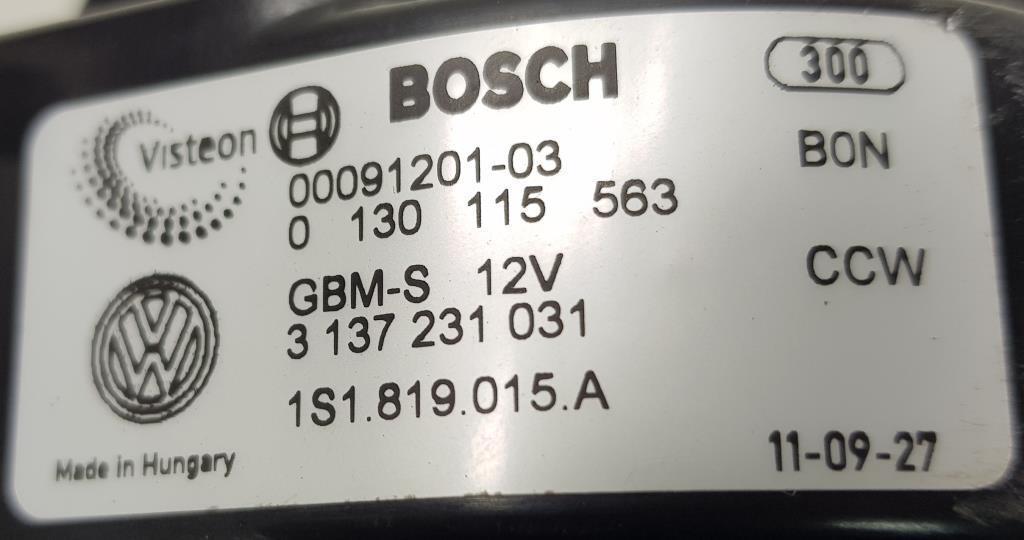 Visteon
BOSCH
300
00091201-03
BON
0 130 115 563
GBM-S 12V
CCW
3 137 231 031
1S1.819.015.A
Made in Hungary
11-09-27